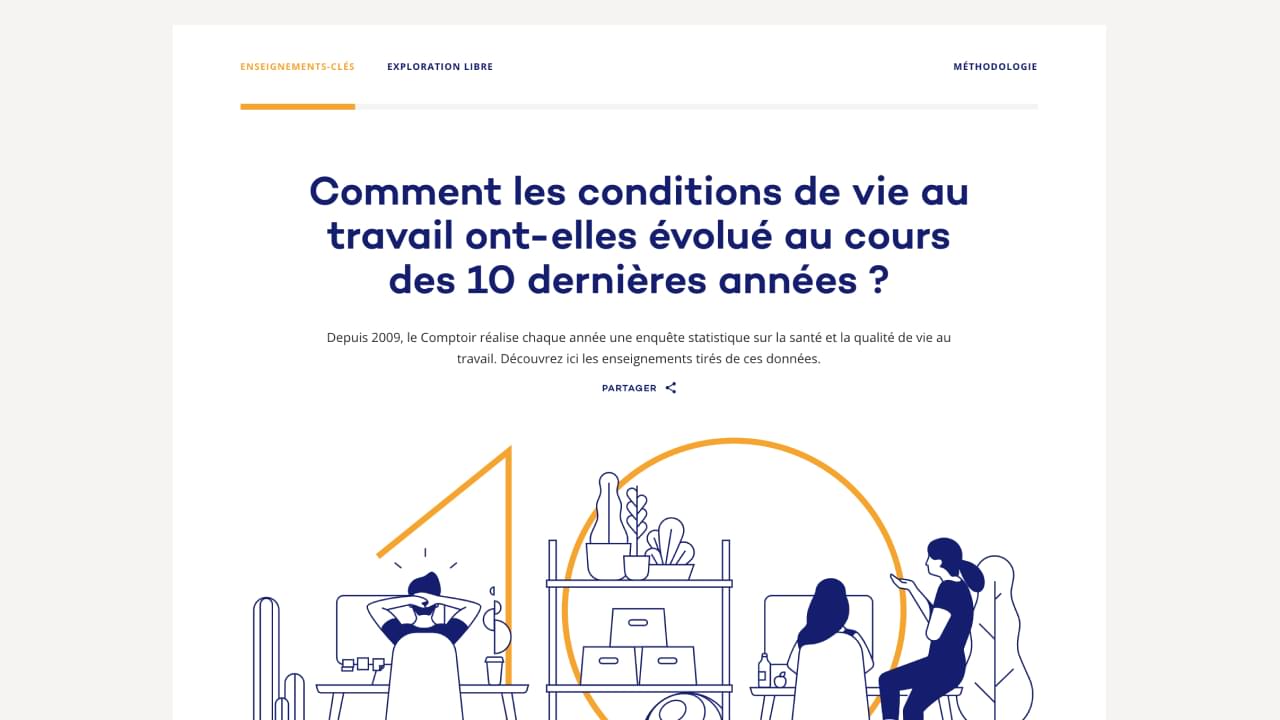 ENSEIGNEMENTS-CLÉS EXPLORATION LIBRE MÉTHODOLOGIE
Comment les conditions de vie au
travail ont-elles évolué au cours
des 10 dernières années ?
Depuis 2009, le Comptoir réalise chaque année une enquête statistique sur la santé et la qualité de vie au
travail. Découvrez ici les enseignements tirés de ces données.
PARTAGER
10